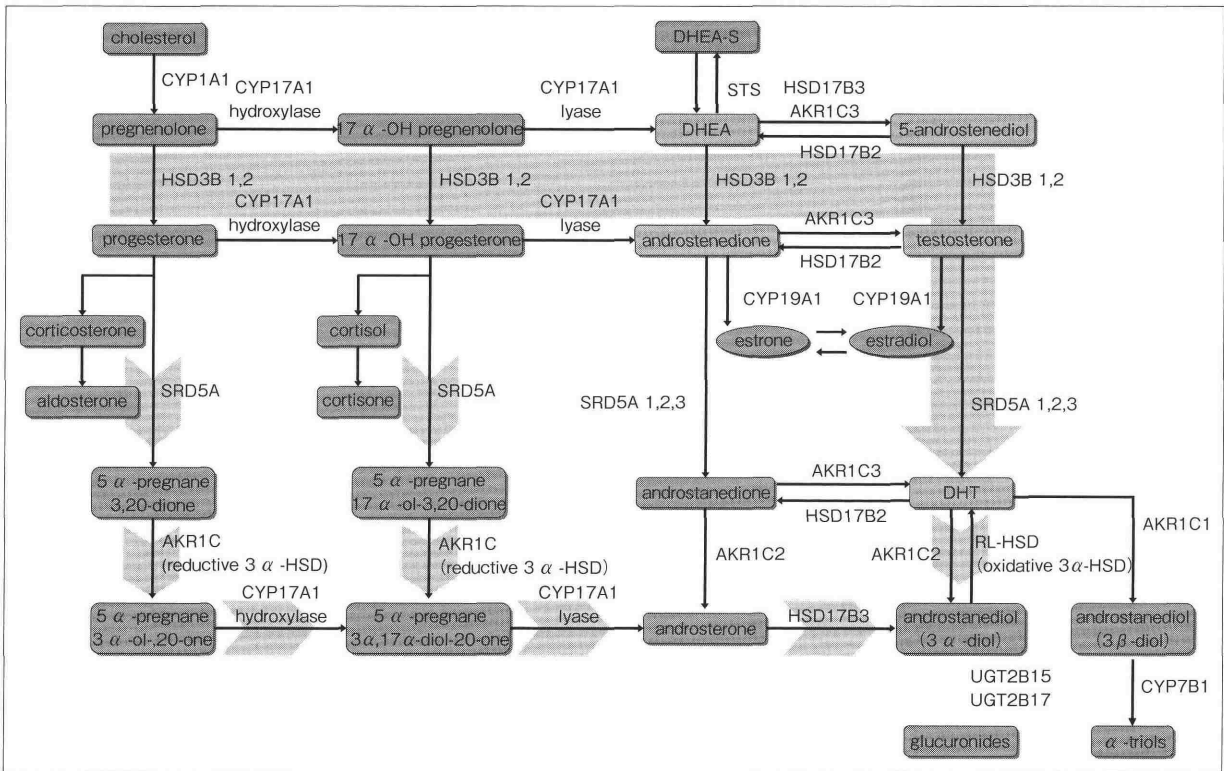 cholesterol
DHEA-S
CYP1A1
CYP17A1
hydroxylase
CYP17A1
lyase
STS
HSD17B3
AKR1C3
pregnenolone
17 α-OH pregnenolone
DHEA
5-androstenediol
HSD17B2
HSD3B 1,2
HSD3B 1,2
HSD3B 1,2
HSD3B 1,2
CYP17A1
hydroxylase
CYP17A1
lyase
AKR1C3
progesterone
17 α-OH progesterone
androstenedione
testosterone
HSD17B2
CYP19A1
CYP19A1
corticosterone
cortisol
estrone
estradiol
aldosterone
SRD5A
cortisone
SRD5A
SRD5A 1,2,3
SRD5A 1,2,3
5 α-pregnane
3,20-dione
5 α-pregnane
17 α-ol-3,20-dione
androstanedione
AKR1C3
DHT
HSD17B2
AKR1C1
AKR1C
(reductive 3 α-HSD)
AKR1C
(reductive 3 α-HSD)
AKR1C2
AKR1C2
RL-HSD
(oxidative 3α-HSD)
CYP17A1
hydroxylase
CYP17A1
lyase
HSD17B3
5 α-pregnane
3 α-ol-,20-one
5 α-pregnane
3α,17α-diol-20-one
androsterone
androstanediol
(3 α-diol)
androstanediol
(3β-diol)
UGT2B15
UGT2B17
CYP7B1
glucuronides
α-triols